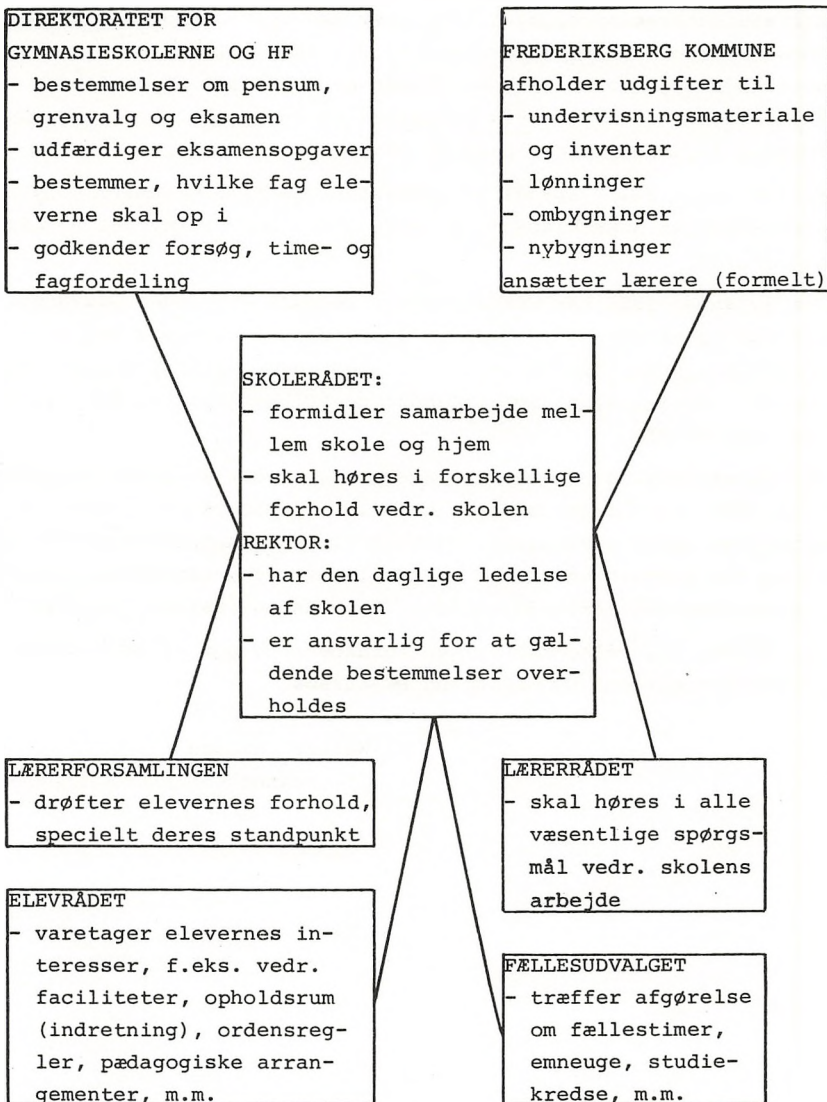 DIREKTORATET FOR
GYMNASIESKOLERNE OG HF
- bestemmelser om pensum,
grenvalg og eksamen
- udfærdiger eksamensopgaver
- bestemmer, hvilke fag ele-
verne skal op i
- godkender forsøg, time- og
fagfordeling
FREDERIKSBERG KOMMUNE
afholder udgifter til
- undervisningsmateriale
og inventar
- lønninger
- ombygninger
- nybygninger
ansætter lærere (formelt)
SKOLERÅDET:
- formidler samarbejde mel-
lem skole og hjem
- skal høres i forskellige
forhold vedr. skolen
REKTOR:
- har den daglige ledelse
af skolen
- er ansvarlig for at gæl-
dende bestemmelser over-
holdes
LÆRERFORSAMLINGEN
- drøfter elevernes forhold,
specielt deres standpunkt
LÆRERRÅDET
- skal høres i alle
væsentlige spørgs-
mål vedr. skolens
arbejde
ELEVRÅDET
- varetager elevernes in-
teresser, f.eks. vedr.
faciliteter, opholdsrum
(indretning), ordensreg-
ler, pædagogiske arran-
gementer, m.m.
FÆLLESUDVALGET
- træffer afgørelse
om fællestimer,
emneuge, studie-
kredse, m.m.